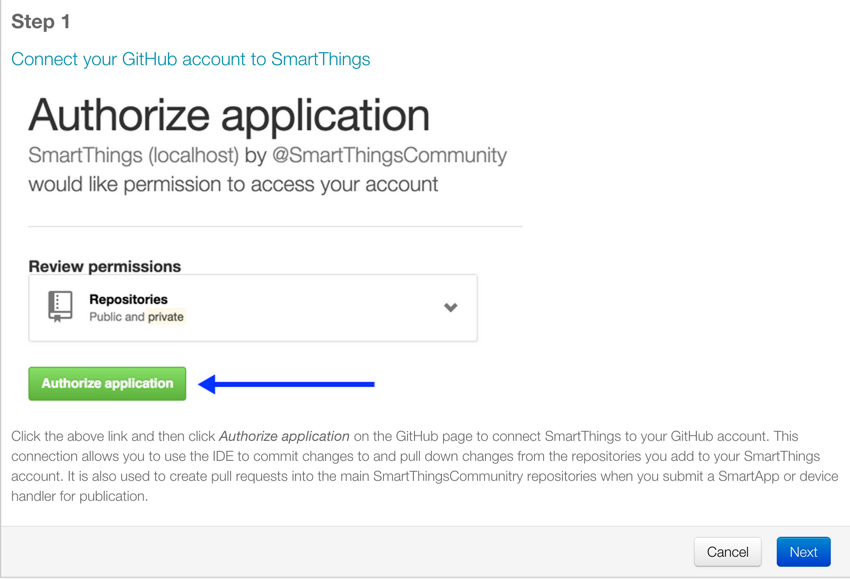 Step 1
Connect your GitHub account to SmartThings
Authorize application
SmartThings (localhost) by @SmartThingsCommunity
would like permission to access your account
Review permissions
Repositories
Public and private
Authorize application
Click the above link and then click Authorize application on the GitHub page to connect SmartThings to your GitHub account. This
connection allows you to use the IDE to commit changes to and pull down changes from the repositories you add to your SmartThings
account. It is also used to create pull requests into the main SmartThingsCommunitry repositories when you submit a SmartApp or device
handler for publication.
Cancel
Next